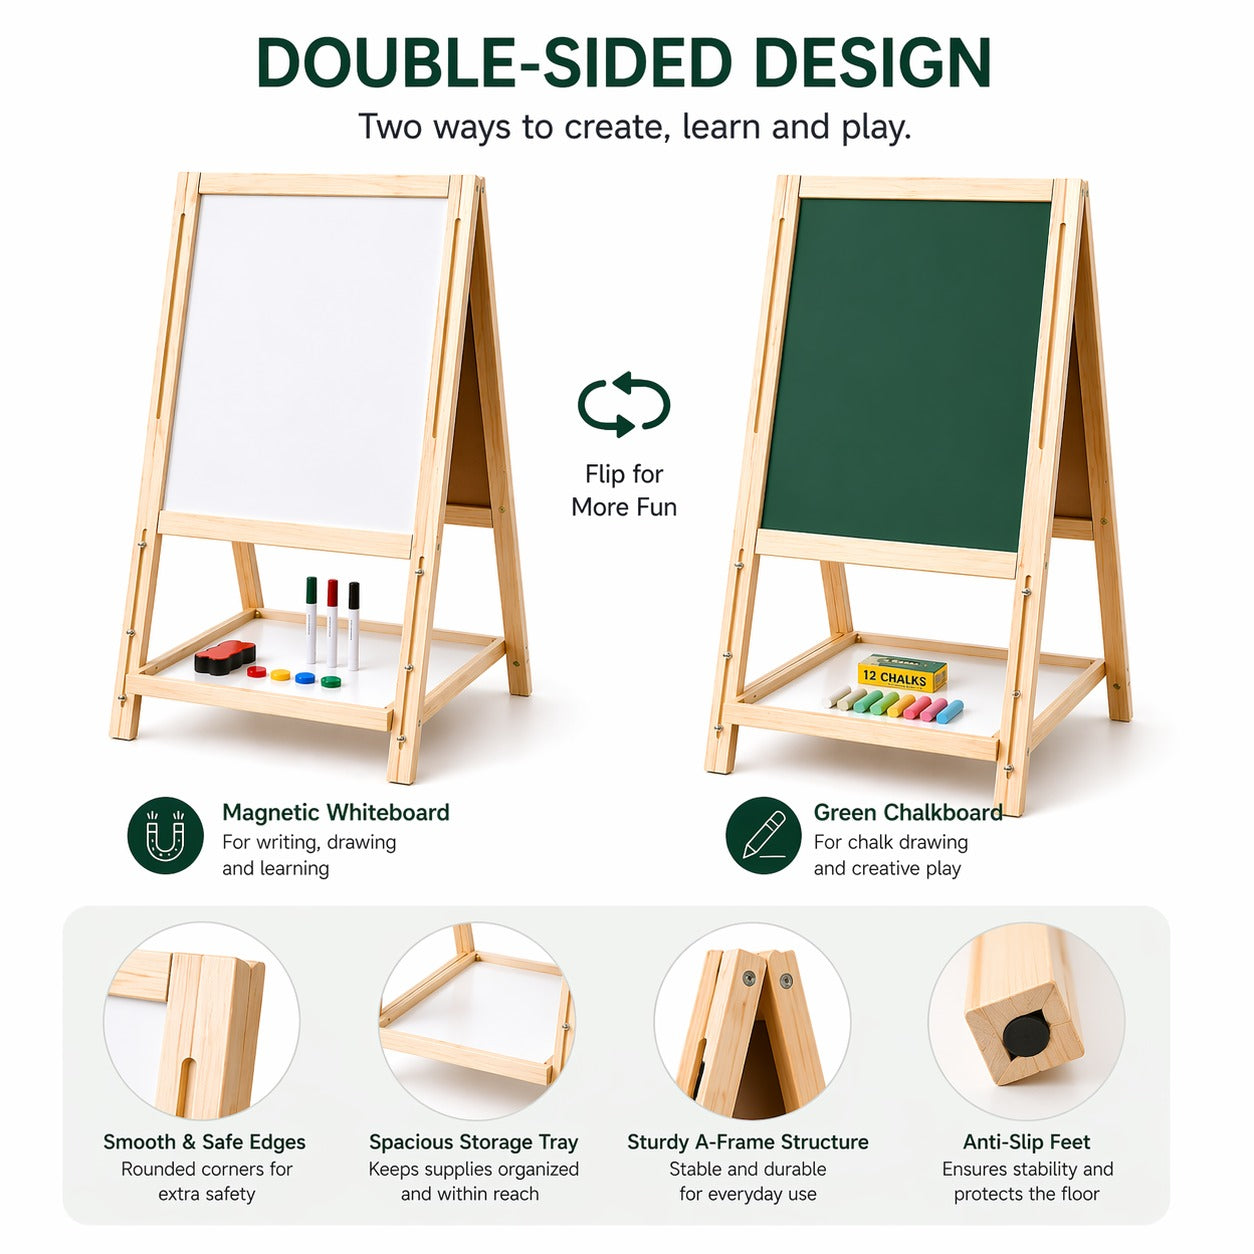 DOUBLE-SIDED DESIGN
Two ways to create, learn and play.
Flip for
More Fun
12 CHALKS
Magnetic Whiteboard
For writing, drawing
and learning
Green Chalkboard
For chalk drawing
and creative play
Smooth & Safe Edges
Rounded corners for
extra safety
Spacious Storage Tray
Keeps supplies organized
and within reach
Sturdy A-Frame Structure
Stable and durable
for everyday use
Anti-Slip Feet
Ensures stability and
protects the floor